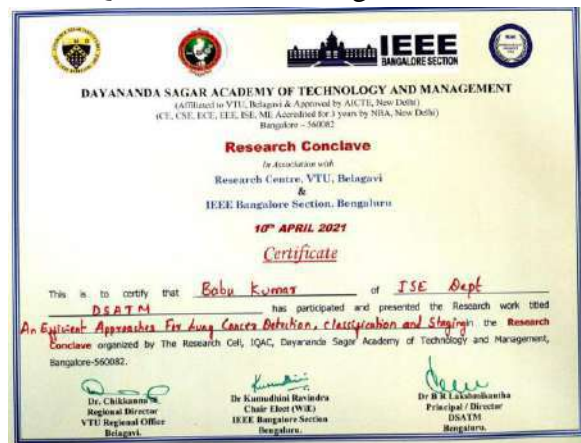 IEEE
BANGALORE SECTION
DAYANANDA SAGAR ACADEMY OF TECHNOLOGY AND MANAGEMENT
(Affiliated to VTU, Belagavi & Approved by AICTE, New Delhi)
(CE, CSE, ECE, EEE, ISE, ME Accredited for 3 years by NBA, New Delhi)
Bangalore – 560082
Research Conclave
In Association with
Research Centre, VTU, Belagavi
&
IEEE Bangalore Section, Bengaluru
10TH APRIL 2021
Certificate
This is to certify that Babu Kumar of ISE Dept
DSATM has participated and presented the Research work titled
An Efficient Approaches For Lung Cancer Detection, classification and Staging in the Research
Conclave organized by The Research Cell, IQAC, Dayananda Sagar Academy of Technology and Management,
Bangalore-560082.
Dr. Chikkanna
Regional Director
VTU Regional Office
Belagavi.
Dr Kumudhini Ravindra
Chair Elect (WiE)
IEEE Bangalore Section
Bengaluru.
Dr B R Lakshmikantha
Principal / Director
DSATM
Bengaluru.